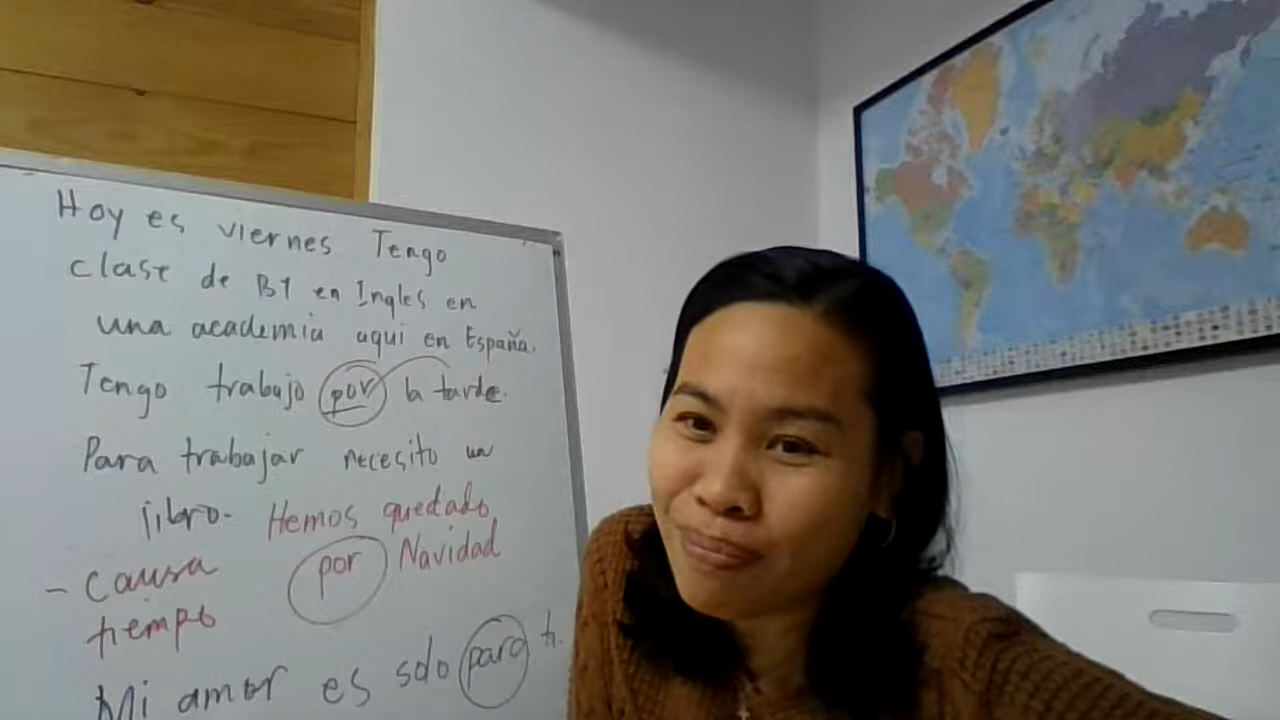 Hoy es viernes Tengo
clase de B1 en Ingles en
una academia aqui en España.
Tengo trabajo por la tarde.
Para trabajar necesito un
libro. Hemos quedado
- Causa por Navidad
tiempo
Mi amor es solo para ti.